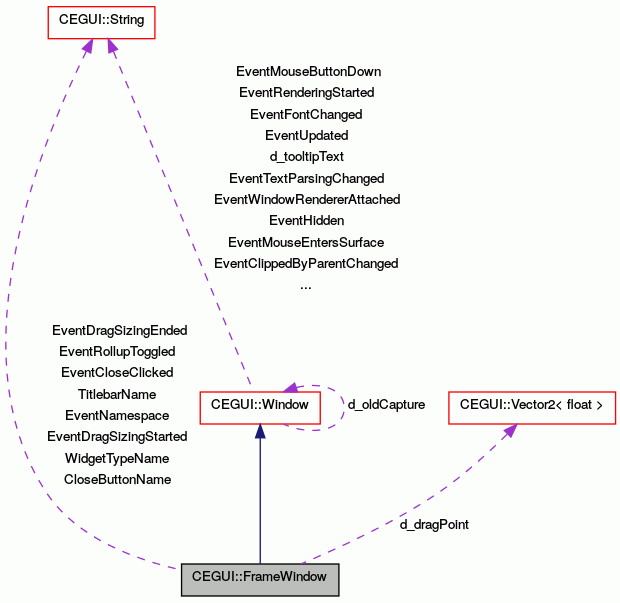 CEGUI::String
EventMouseButtonDown
EventRenderingStarted
EventFontChanged
EventUpdated
d_tooltipText
EventTextParsingChanged
EventWindowRendererAttached
EventHidden
EventMouseEntersSurface
EventClippedByParentChanged
...
EventDragSizingEnded
EventRollupToggled
EventCloseClicked
TitlebarName
EventNamespace
EventDragSizingStarted
WidgetTypeName
CloseButtonName
CEGUI::Window
d_oldCapture
CEGUI::Vector2< float >
d_dragPoint
CEGUI::FrameWindow